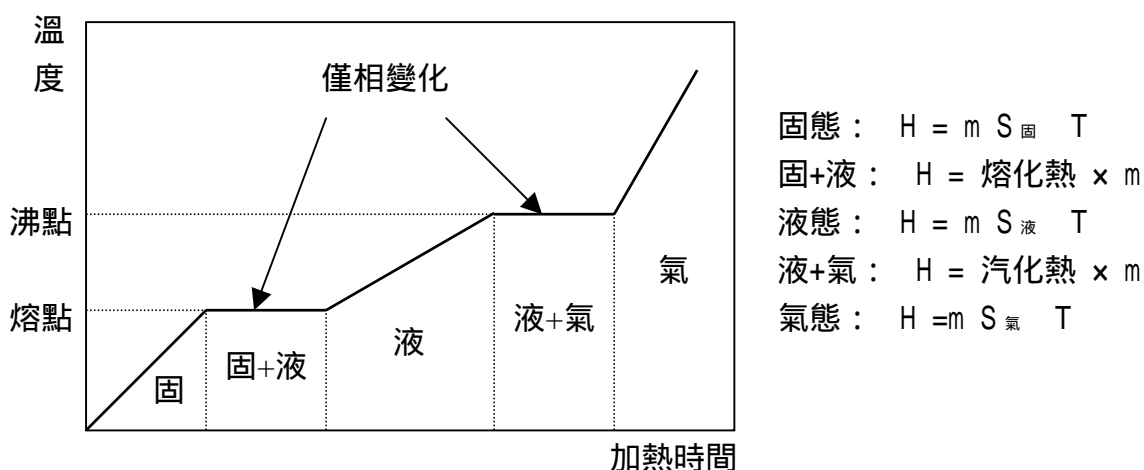 溫
度
僅相變化
沸點
熔點
固
固+液
液
液+氣
氣
加熱時間
固態： H = m S固 T
固+液： H = 熔化熱 × m
液態： H = m S液 T
液+氣： H = 汽化熱 × m
氣態： H =m S氣 T